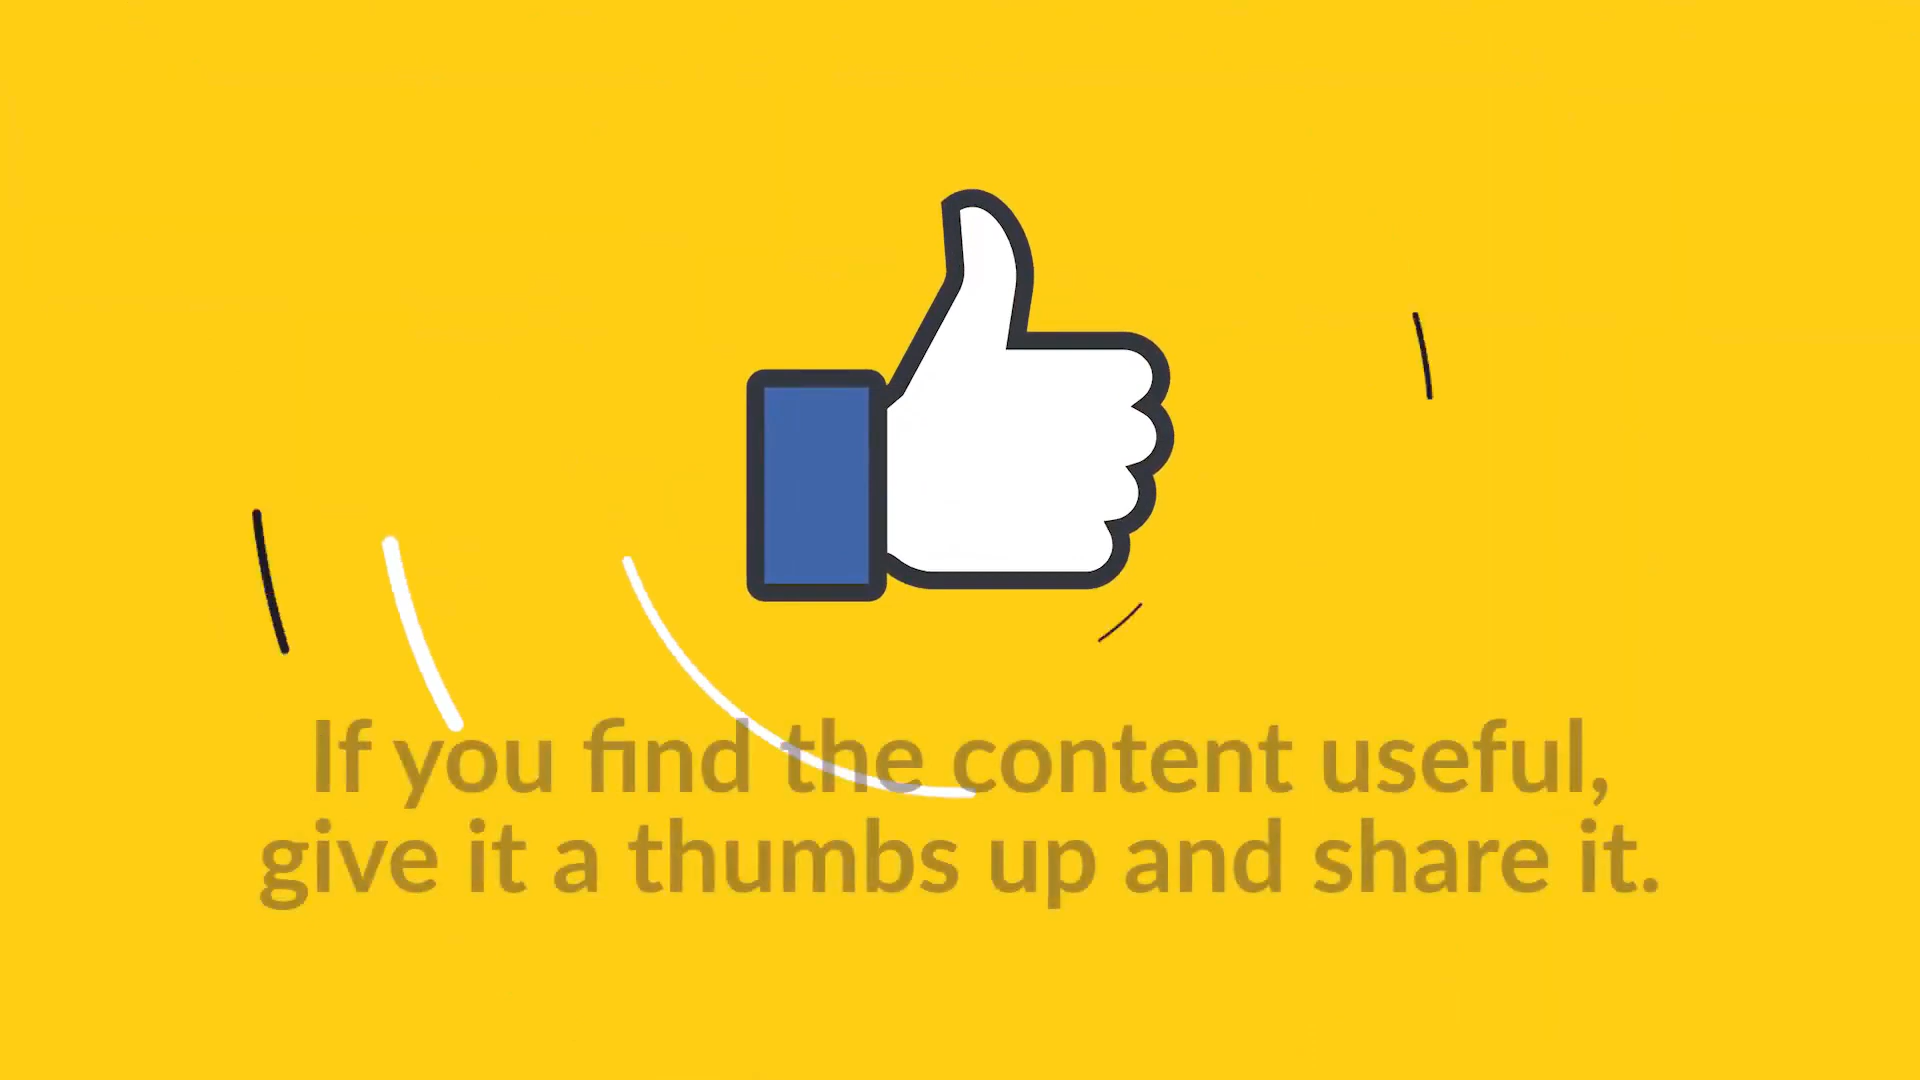 If you find the content useful,
give it a thumbs up and share it.